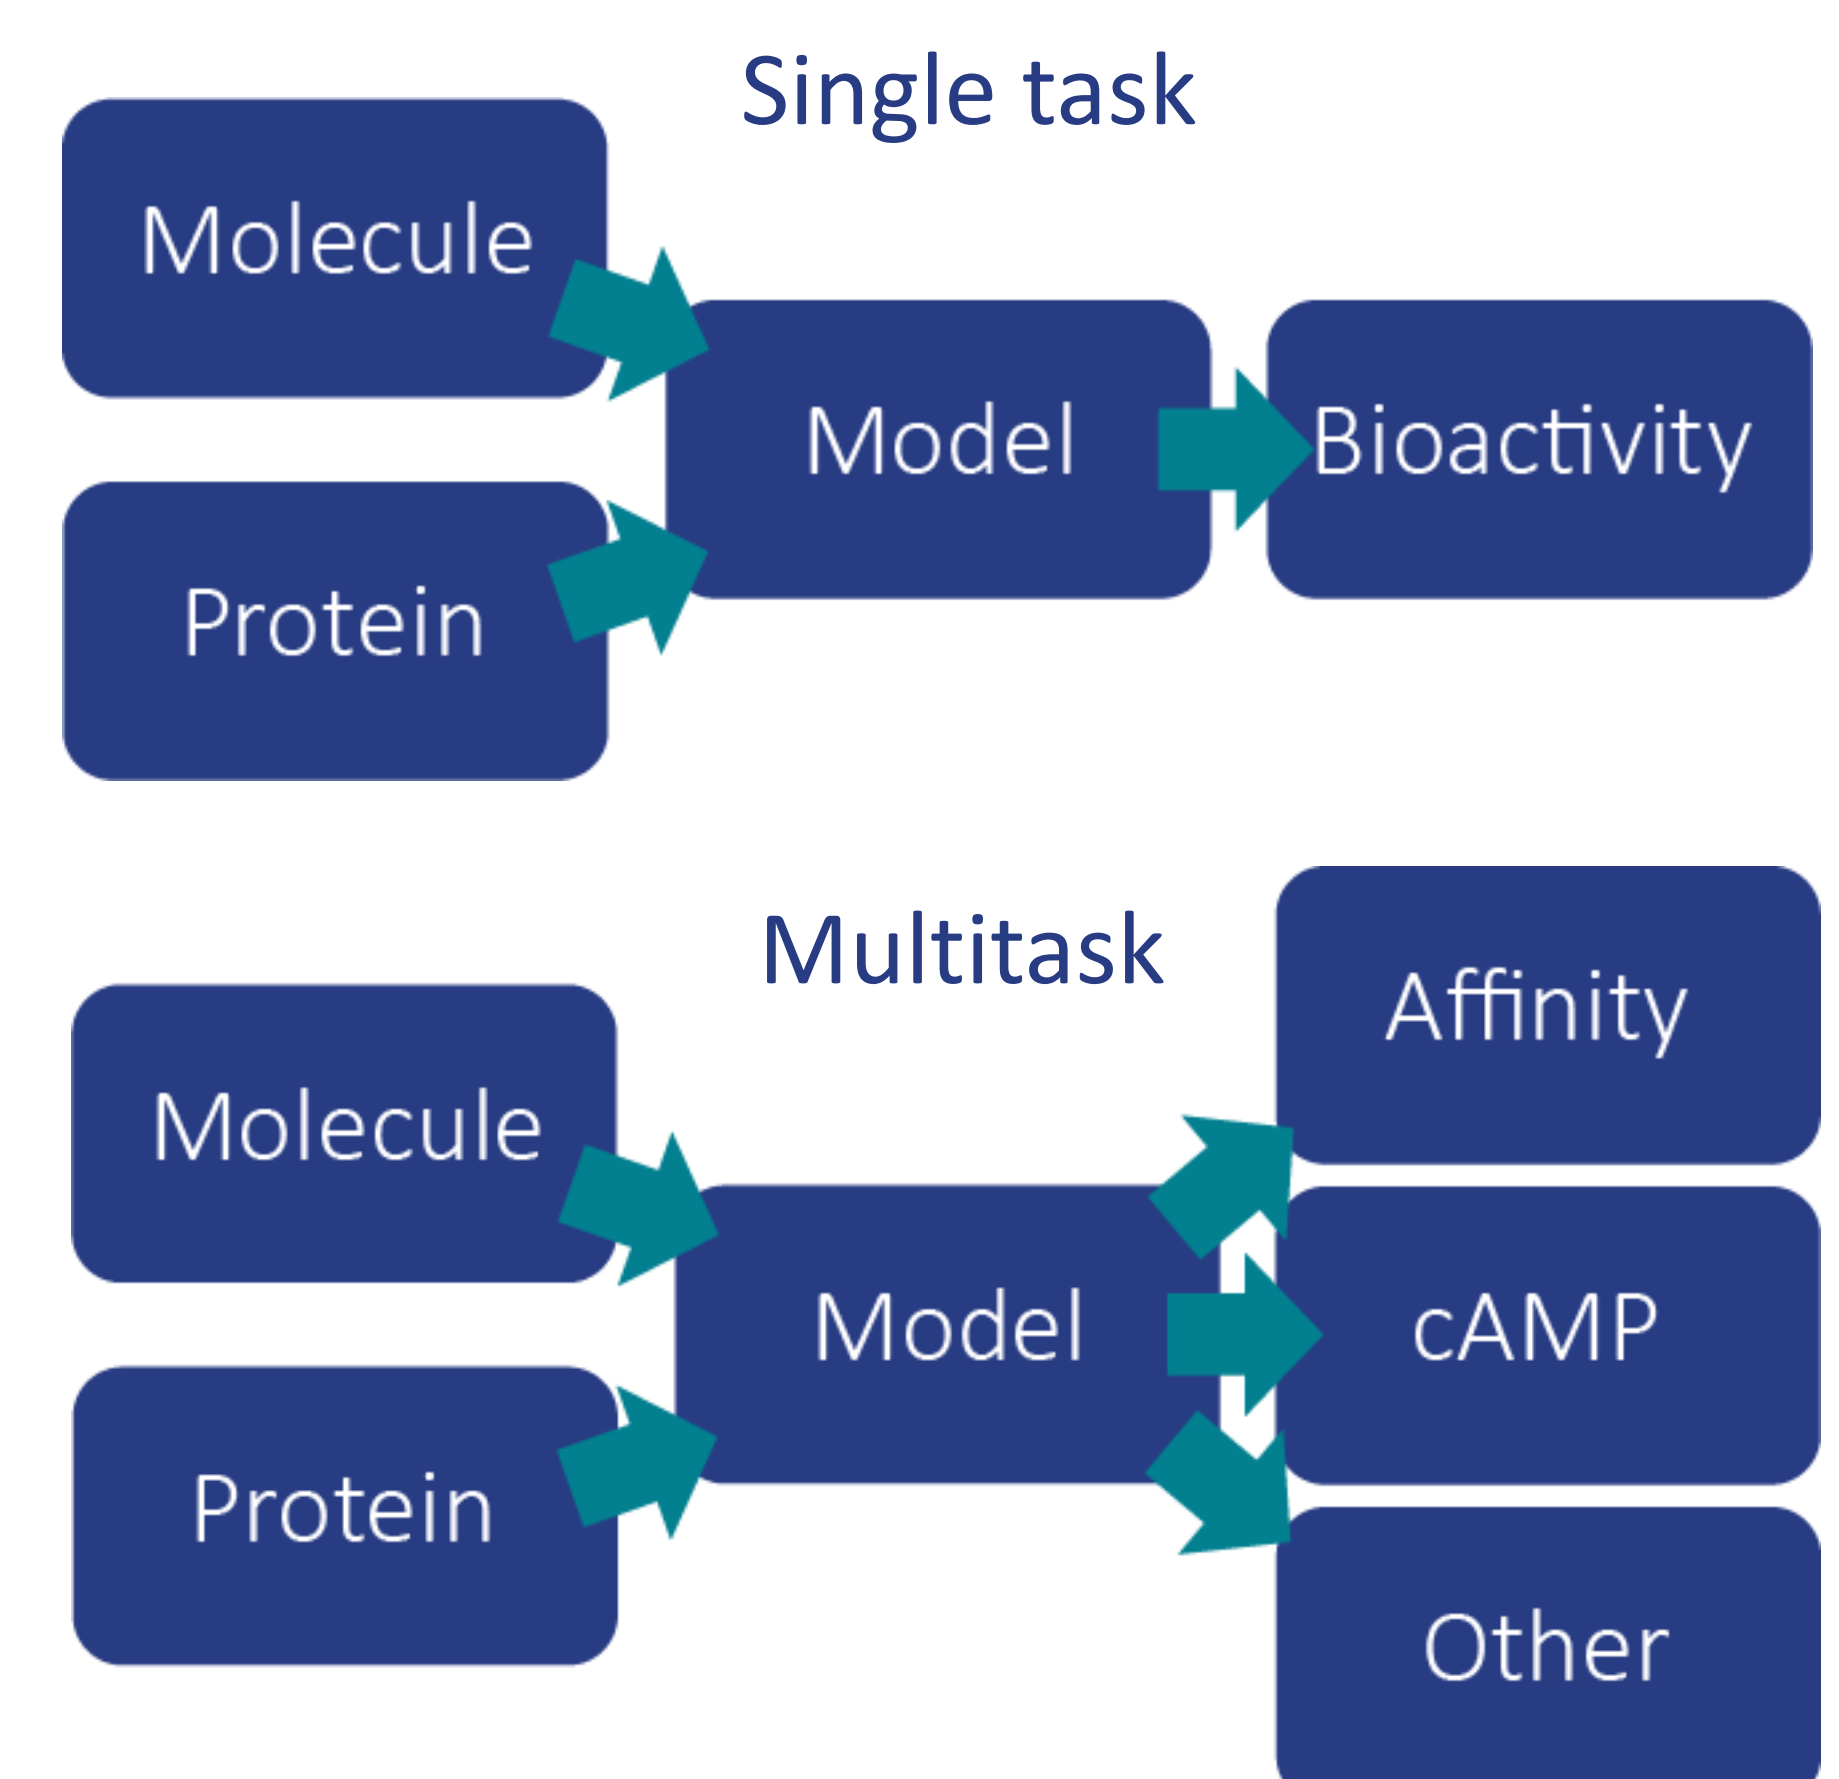 Single task
Molecule
Model
Bioactivity
Protein
Multitask
Affinity
Molecule
Model
cAMP
Protein
Other